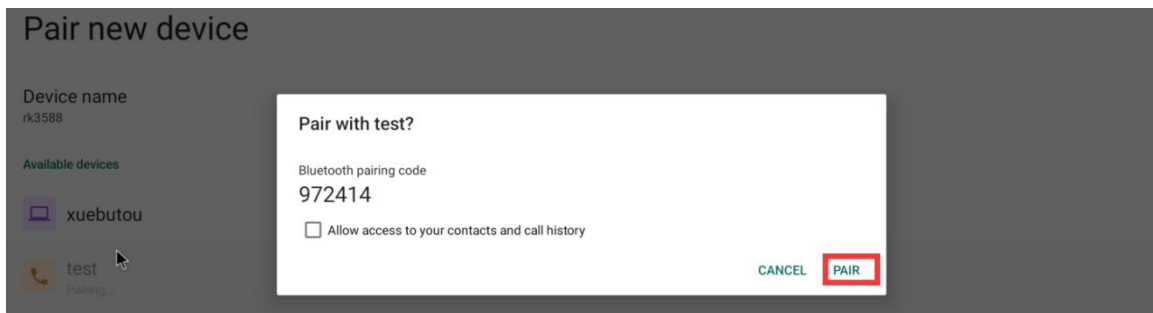 Pair new device
Device name
rk3588
Available devices
xuebutou
test
Pairing...
Pair with test?
Bluetooth pairing code
972414
Allow access to your contacts and call history
CANCEL PAIR